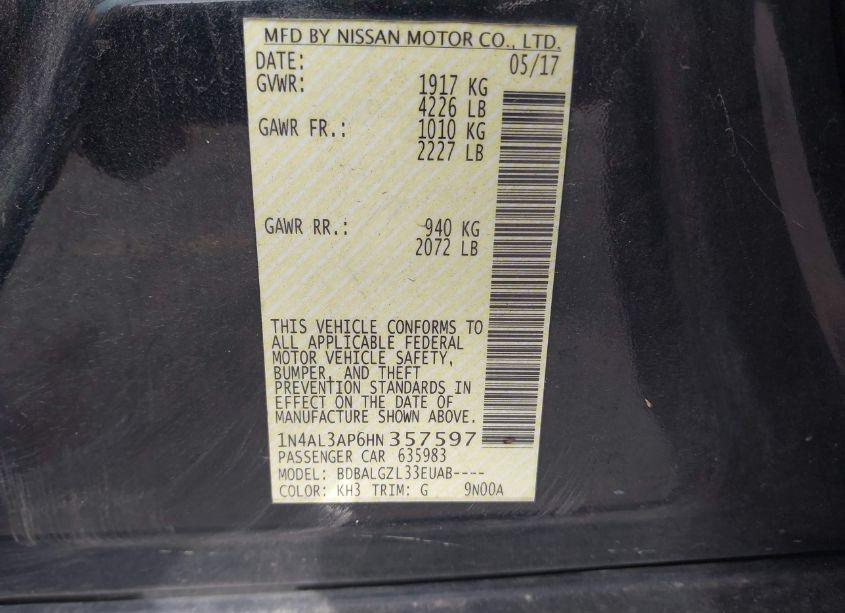 MFD BY NISSAN MOTOR CO., LTD.
DATE: 05/17
GVWR: 1917 KG
4226 LB
GAWR FR.: 1010 KG
2227 LB
GAWR RR.: 940 KG
2072 LB
THIS VEHICLE CONFORMS TO
ALL APPLICABLE FEDERAL
MOTOR VEHICLE SAFETY,
BUMPER, AND THEFT
PREVENTION STANDARDS IN
EFFECT ON THE DATE OF
MANUFACTURE SHOWN ABOVE.
1N4AL3AP6HN 357597
PASSENGER CAR 635983
MODEL: BDBALGZL33EUAB----
COLOR: KH3 TRIM: G 9N00A